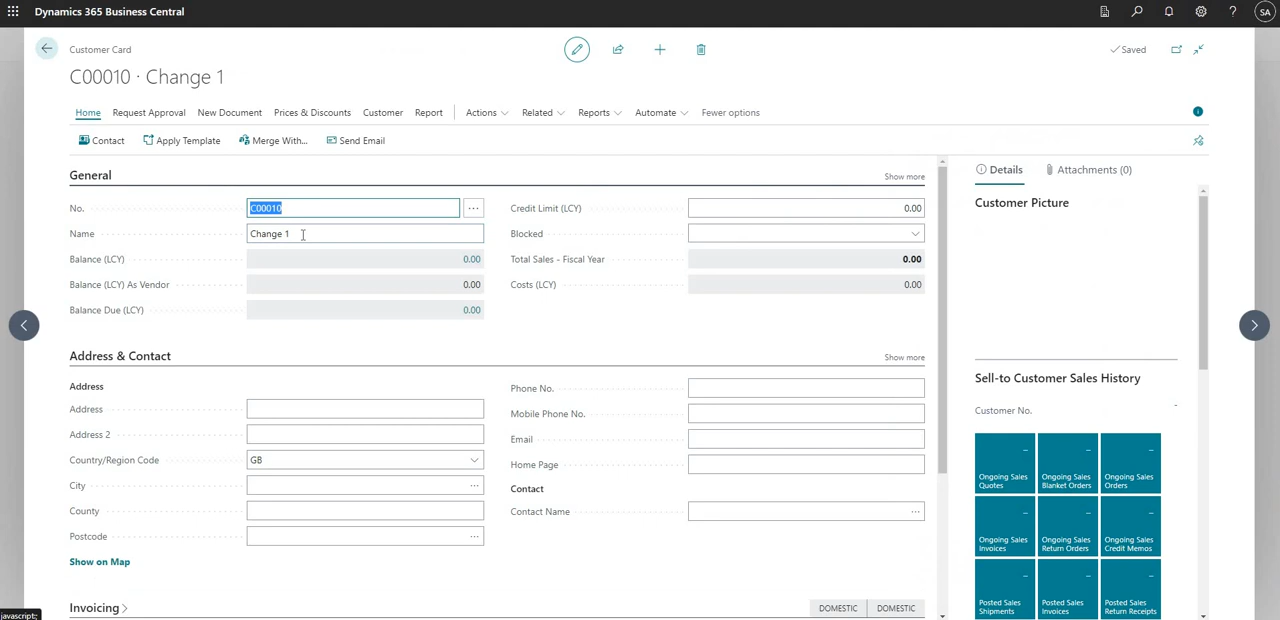 Dynamics 365 Business Central
SA
Customer Card
Saved
C00010 · Change 1
Home Request Approval New Document Prices & Discounts Customer Report Actions Related Reports Automate Fewer options
Contact Apply Template Merge With... Send Email
General Show more
No. C00010 ...
Name Change 1
Balance (LCY) 0.00
Balance (LCY) As Vendor 0.00
Balance Due (LCY) 0.00
Credit Limit (LCY) 0.00
Blocked
Total Sales - Fiscal Year 0.00
Costs (LCY) 0.00
Address & Contact Show more
Address
Address
Address 2
Country/Region Code GB
City ...
County
Postcode ...
Show on Map
Phone No.
Mobile Phone No.
Email
Home Page
Contact
Contact Name ...
Invoicing DOMESTIC DOMESTIC
Details Attachments (0)
Customer Picture
Sell-to Customer Sales History
Customer No. -
- - -
Ongoing Sales Quotes
Ongoing Sales Blanket Orders
Ongoing Sales Orders
- - -
Ongoing Sales Invoices
Ongoing Sales Return Orders
Ongoing Sales Credit Memos
- - -
Posted Sales Shipments
Posted Sales Invoices
Posted Sales Return Receipts
javascript:;